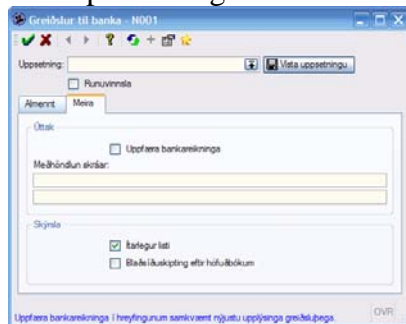 Greiðslur til banka - N001
Uppsetning:
Vista uppsetningu
Runuvinnsla
Almennt
Meira
Úttak
Uppfæra bankareikninga
Meðhöndlun skráar:
Skýrsla
Ítarlegur listi
Blaðsíðuskipting eftir höfuðbókum
Uppfæra bankareikninga í hreyfingunum samkvæmt nýjustu upplýsinga greiðsluþega.
OVR